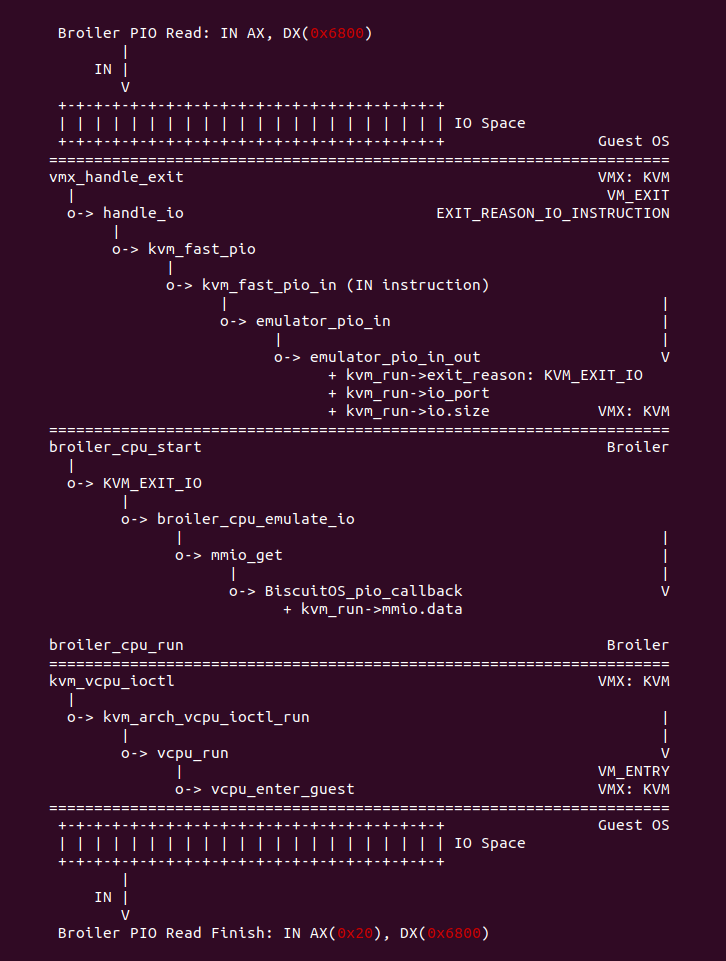 Broiler PIO Read: IN AX, DX(0x6800)
            |
         IN |
            V
     +-+-+-+-+-+-+-+-+-+-+-+-+-+-+-+-+-+-+-+-+-+
     | | | | | | | | | | | | | | | | | | | | | | IO Space
     +-+-+-+-+-+-+-+-+-+-+-+-+-+-+-+-+-+-+-+-+-+                 Guest OS
    =====================================================================
    vmx_handle_exit                                              VMX: KVM
      |                                                           VM_EXIT
      o-> handle_io                            EXIT_REASON_IO_INSTRUCTION
           |
           o-> kvm_fast_pio
                 |
                 o-> kvm_fast_pio_in (IN instruction)
                       |                                                |
                       o-> emulator_pio_in                              |
                             |                                          |
                             o-> emulator_pio_in_out                    V
                                   + kvm_run->exit_reason: KVM_EXIT_IO
                                   + kvm_run->io_port
                                   + kvm_run->io.size            VMX: KVM
    =====================================================================
    broiler_cpu_start                                             Broiler
      |
      o-> KVM_EXIT_IO
            |
            o-> broiler_cpu_emulate_io
                  |                                                     |
                  o-> mmio_get                                          |
                        |                                               |
                        o-> BiscuitOS_pio_callback                      V
                              + kvm_run->mmio.data

    broiler_cpu_run                                               Broiler
    =====================================================================
    kvm_vcpu_ioctl                                               VMX: KVM
      |
      o-> kvm_arch_vcpu_ioctl_run                                       |
            |                                                           |
            o-> vcpu_run                                                V
                  |                                              VM_ENTRY
                  o-> vcpu_enter_guest                           VMX: KVM
    =====================================================================
     +-+-+-+-+-+-+-+-+-+-+-+-+-+-+-+-+-+-+-+-+-+                 Guest OS
     | | | | | | | | | | | | | | | | | | | | | | IO Space
     +-+-+-+-+-+-+-+-+-+-+-+-+-+-+-+-+-+-+-+-+-+
            |
         IN |
            V
     Broiler PIO Read Finish: IN AX(0x20), DX(0x6800)